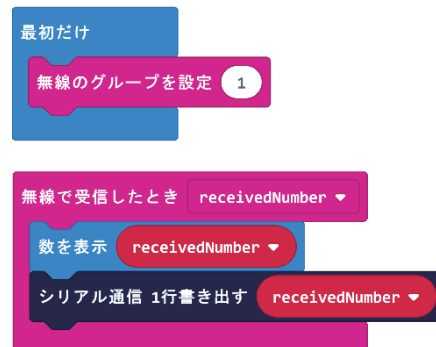 最初だけ
無線のグループを設定 1
無線で受信したとき receivedNumber
数を表示 receivedNumber
シリアル通信 1行書き出す receivedNumber